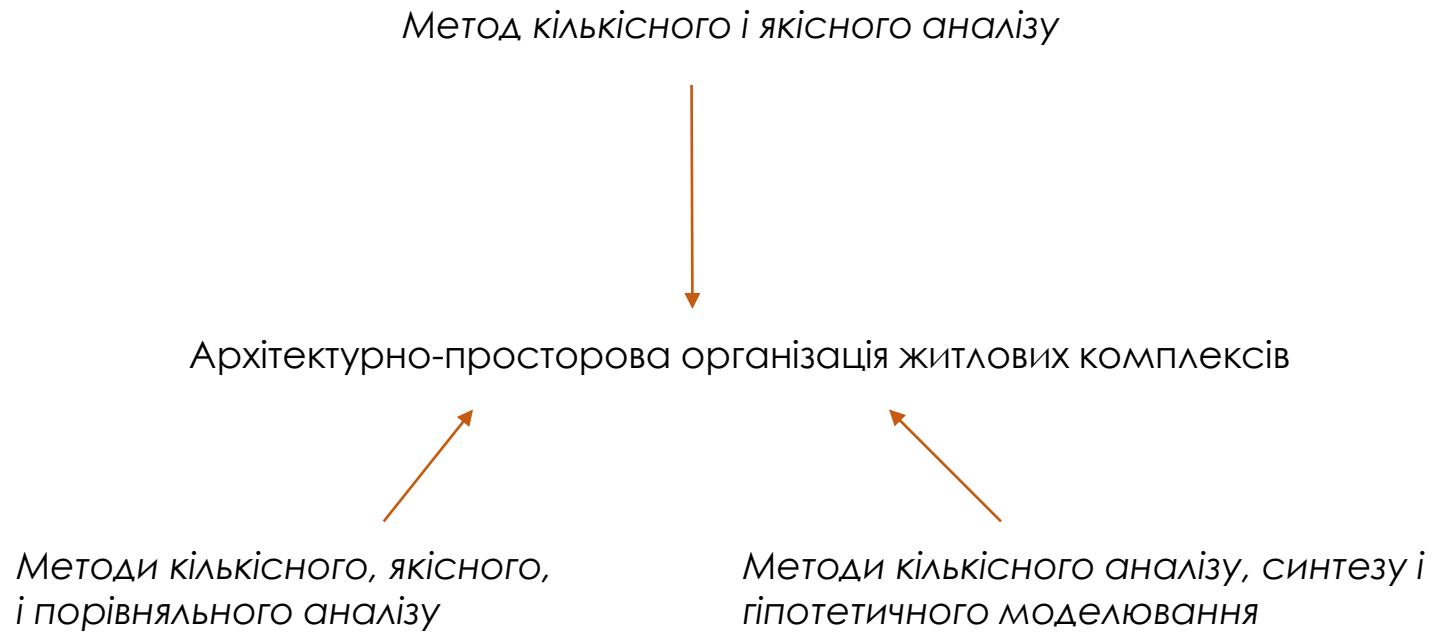 Метод кількісного і якісного аналізу
Архітектурно-просторова організація житлових комплексів
Методи кількісного, якісного,
і порівняльного аналізу
Методи кількісного аналізу, синтезу і
гіпотетичного моделювання